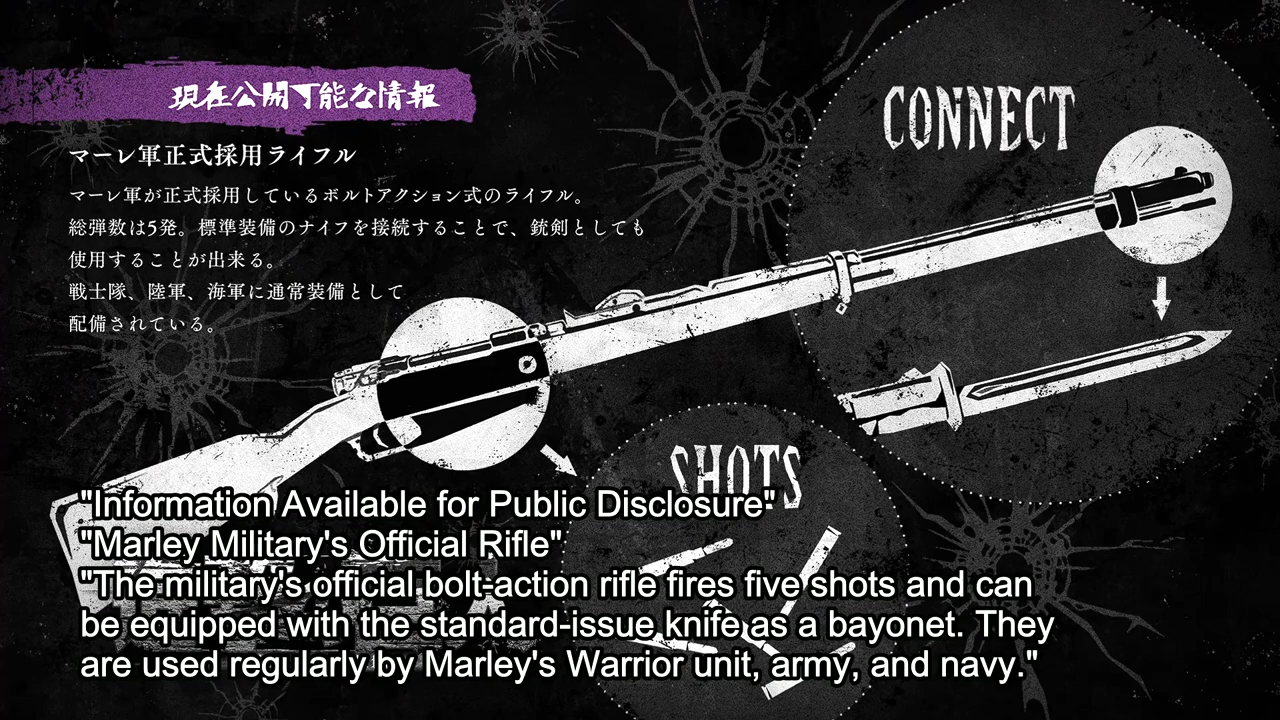 現在公開可能な情報
マーレ軍正式採用ライフル
マーレ軍が正式採用しているボルトアクション式のライフル。
総弾数は5発。標準装備のナイフを接続することで、銃剣としても
使用することが出来る。
戦士隊、陸軍、海軍に通常装備として
配備されている。
CONNECT
SHOTS
"Information Available for Public Disclosure"
"Marley Military's Official Rifle"
"The military's official bolt-action rifle fires five shots and can
be equipped with the standard-issue knife as a bayonet. They
are used regularly by Marley's Warrior unit, army, and navy."